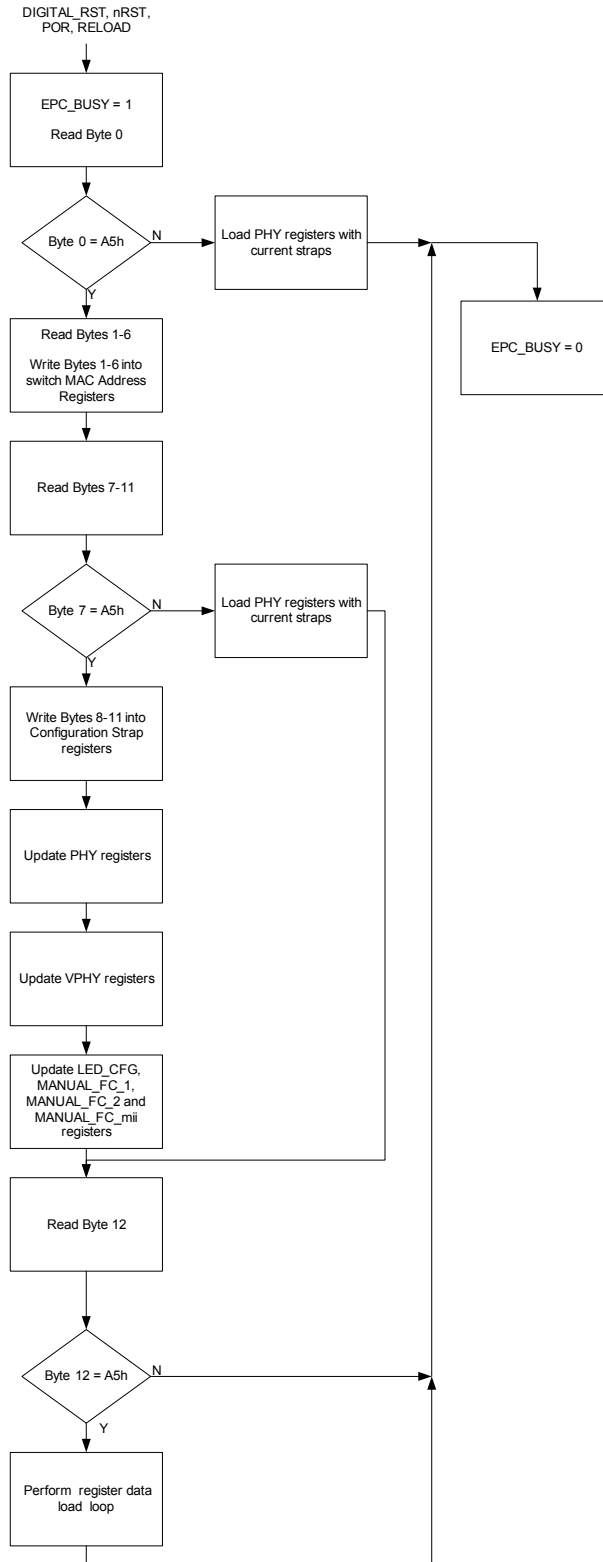 DIGITAL_RST, nRST,
POR, RELOAD
EPC_BUSY = 1
Read Byte 0
Byte 0 = A5h
N
Load PHY registers with
current straps
Y
Read Bytes 1-6
Write Bytes 1-6 into
switch MAC Address
Registers
EPC_BUSY = 0
Read Bytes 7-11
Byte 7 = A5h
N
Load PHY registers with
current straps
Y
Write Bytes 8-11 into
Configuration Strap
registers
Update PHY registers
Update VPHY registers
Update LED_CFG,
MANUAL_FC_1,
MANUAL_FC_2 and
MANUAL_FC_mii
registers
Read Byte 12
Byte 12 = A5h
N
Y
Perform register data
load loop